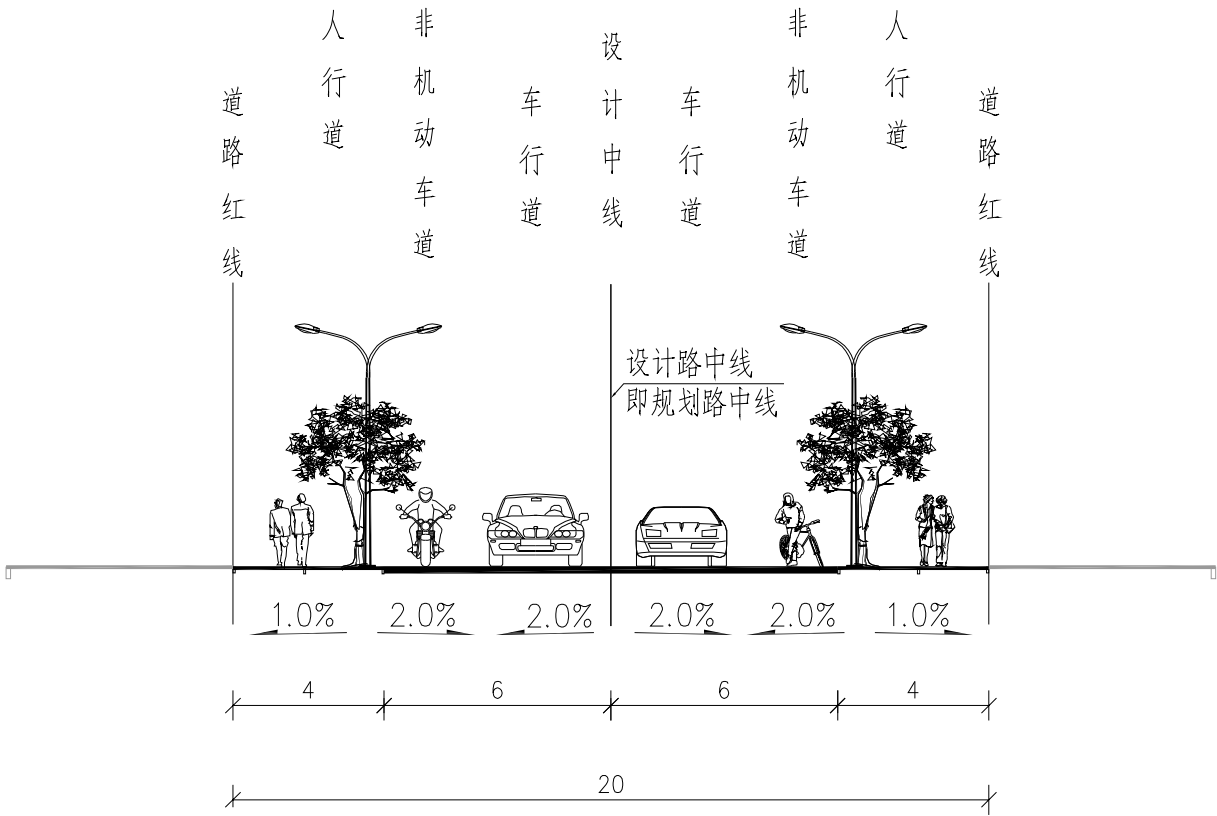 道路红线
人行道
非机动车道
车行道
设计中线
车行道
非机动车道
人行道
道路红线
设计路中线
即规划路中线
1.0%
2.0%
2.0%
2.0%
2.0%
1.0%
4
6
6
4
20